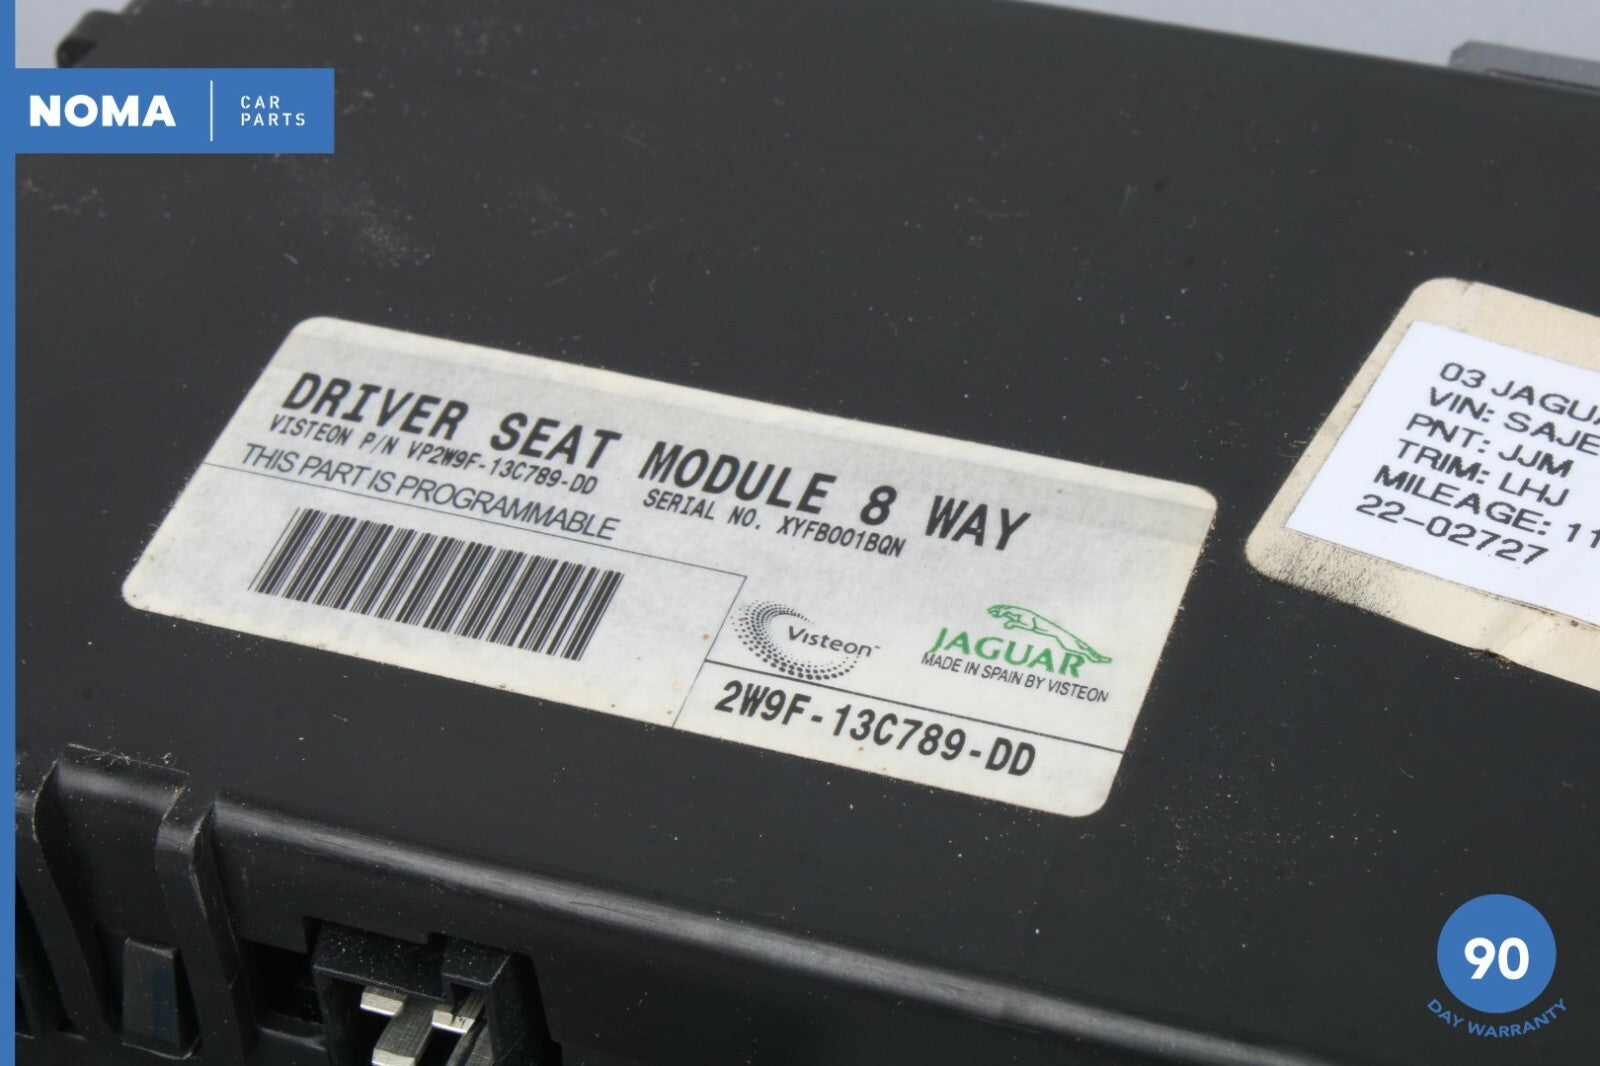 NOMA
CAR
PARTS
DRIVER SEAT MODULE 8 WAY
VISTEON P/N VP2W9F-13C789-DD
SERIAL NO. XYFB001BQN
THIS PART IS PROGRAMMABLE
Visteon
JAGUAR
MADE IN SPAIN BY VISTEON
2W9F-13C789-DD
03 JAGUA
VIN: SAJE
PNT: JJM
TRIM: LHJ
MILEAGE: 11
22-02727
90
DAY WARRANTY